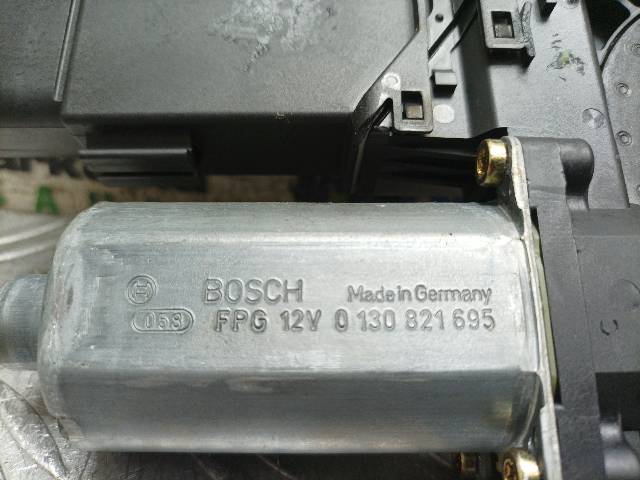 BOSCH Made in Germany
053 FPG 12V 0 130 821 695